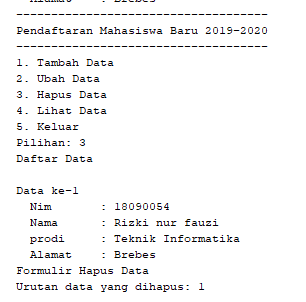 Alamat : Brebes
------------------------------------
Pendaftaran Mahasiswa Baru 2019-2020
------------------------------------
1. Tambah Data
2. Ubah Data
3. Hapus Data
4. Lihat Data
5. Keluar
Pilihan: 3
Daftar Data
Data ke-1
Nim : 18090054
Nama : Rizki nur fauzi
prodi : Teknik Informatika
Alamat : Brebes
Formulir Hapus Data
Urutan data yang dihapus: 1